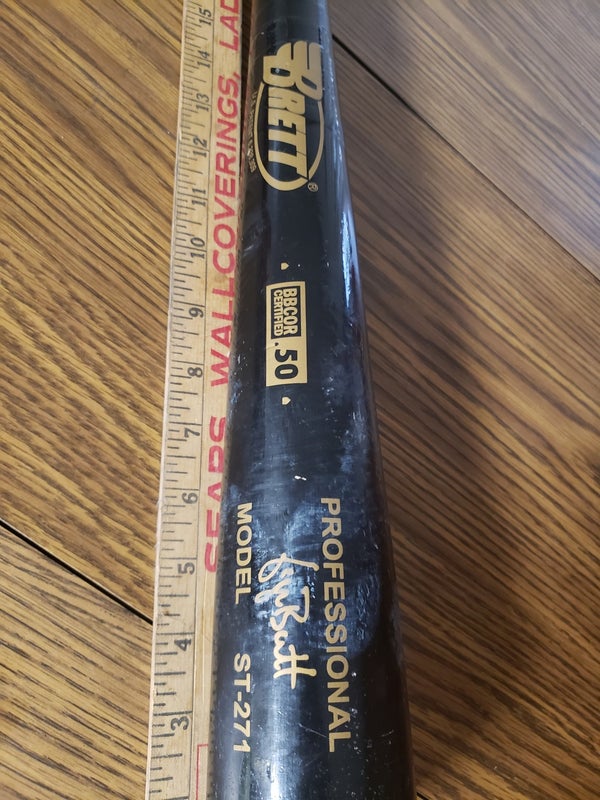 BRETT®
BBCOR
CERTIFIED
.50
PROFESSIONAL
MODEL ST-271
SEARS WALLCOVERINGS, LAD
15
14
13
12
11
10
9
8
7
6
5
4
3